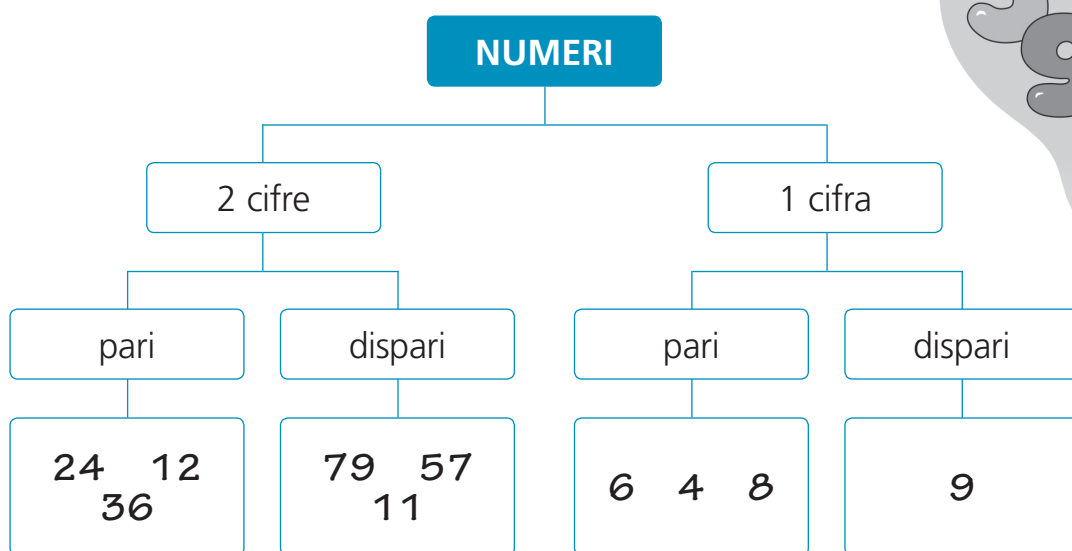 NUMERI
2 cifre
1 cifra
pari
dispari
pari
dispari
24 12
36
79 57
11
6 4 8
9